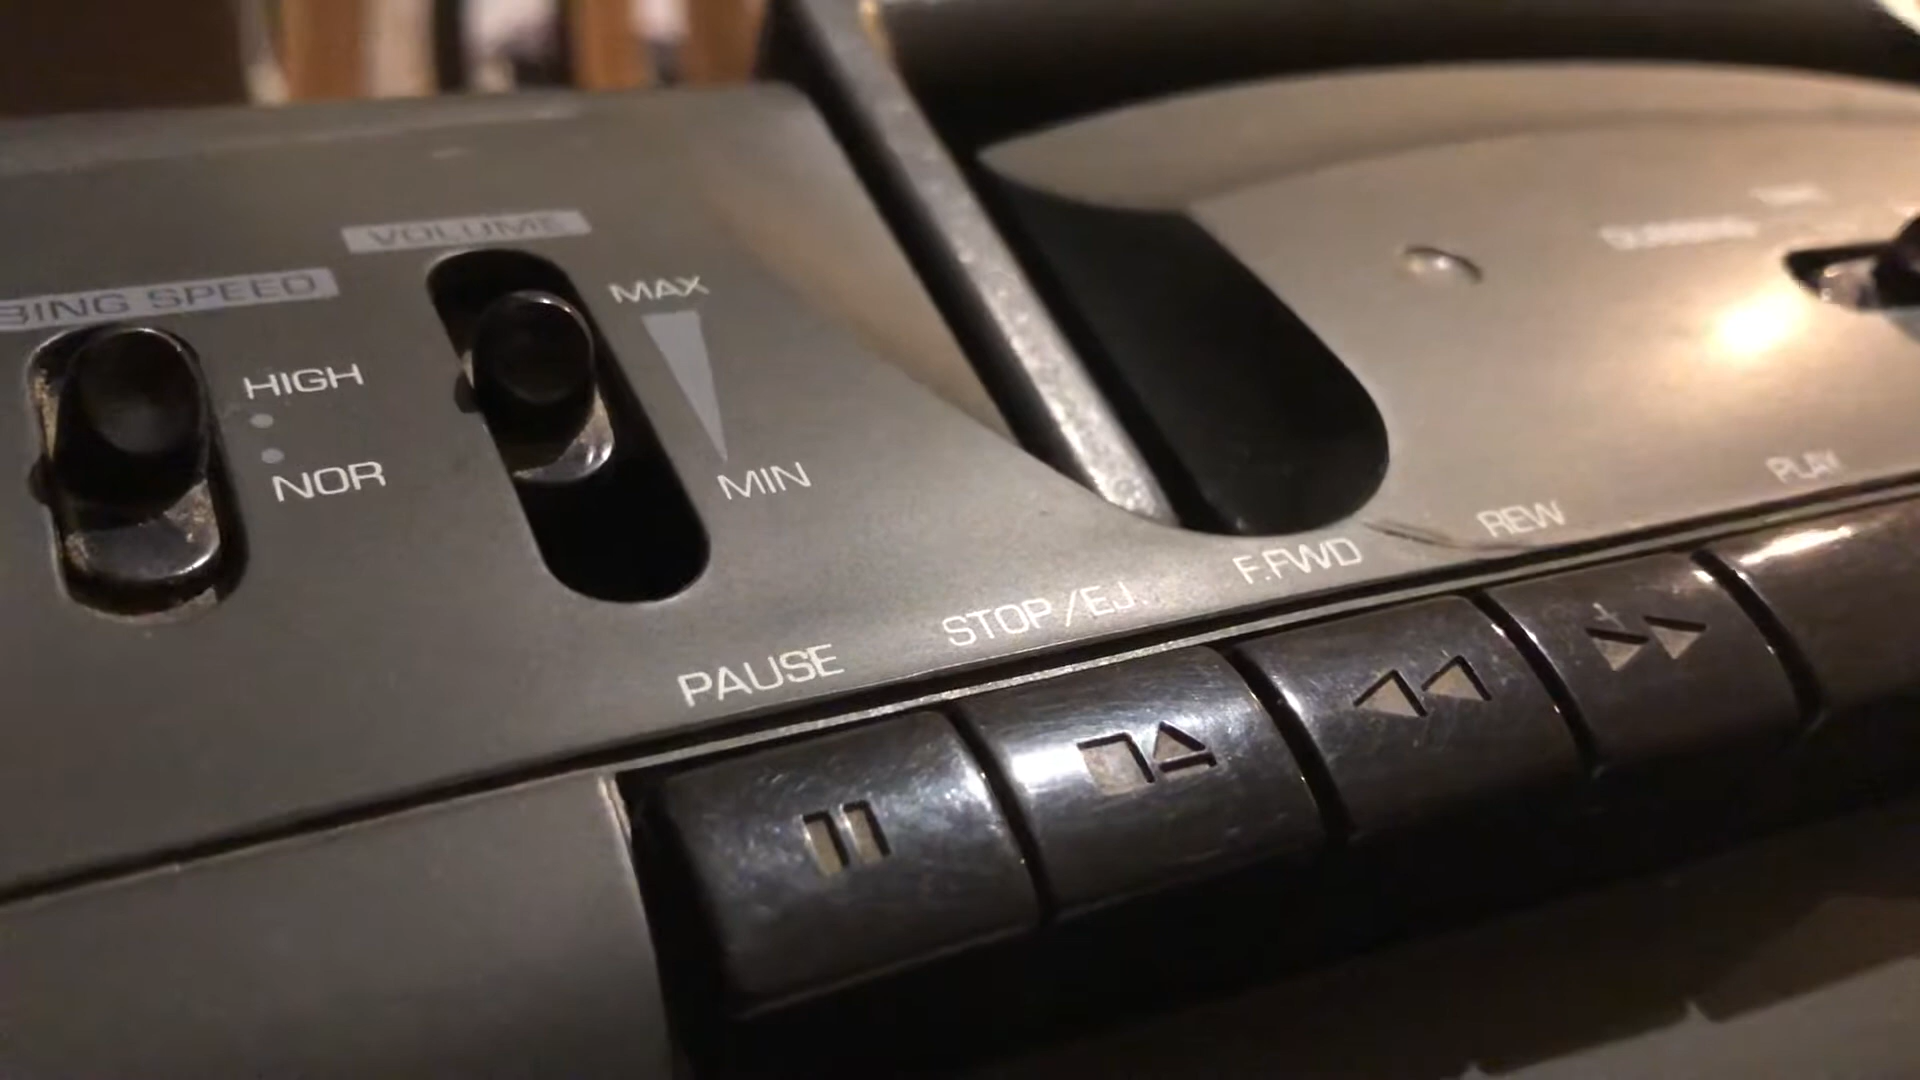 VOLUME
BING SPEED
MAX
HIGH
NOR
MIN
PLAY
REW
F.FWD
STOP/EJ.
PAUSE